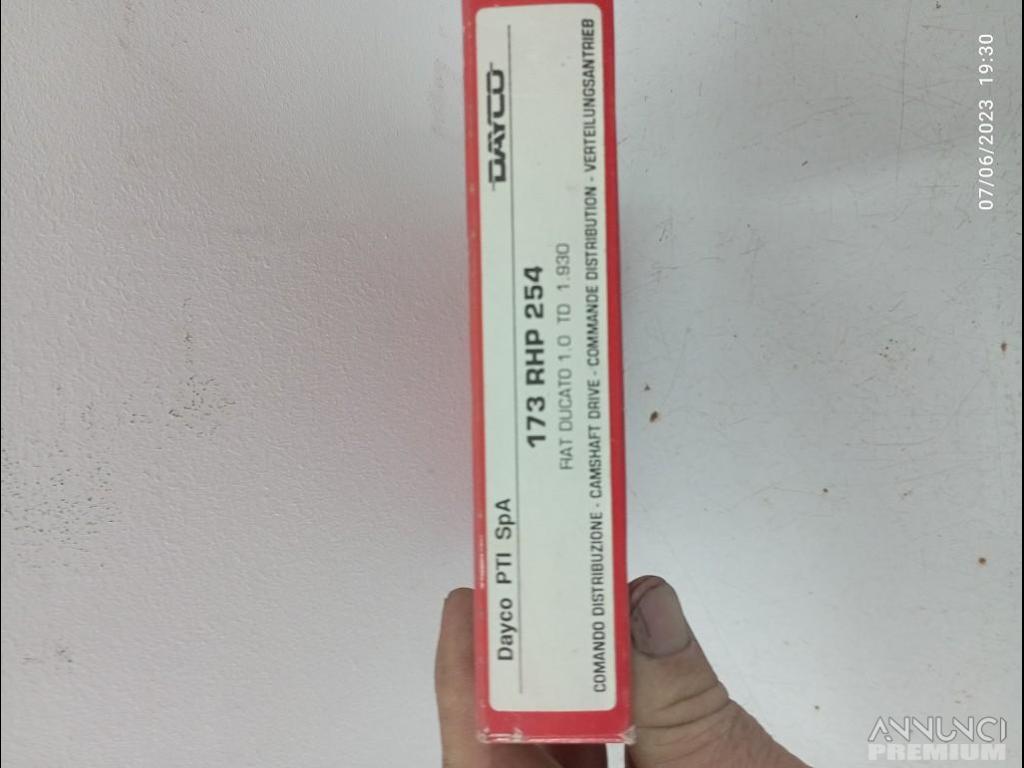 Dayco PTI SpA
DAYCO
173 RHP 254
FIAT DUCATO 1.0 TD 1.930
COMANDO DISTRIBUZIONE - CAMSHAFT DRIVE - COMMANDE DISTRIBUTION - VERTEILUNGSANTRIEB
07/06/2023 19:30
ANNUNCI
PREMIUM